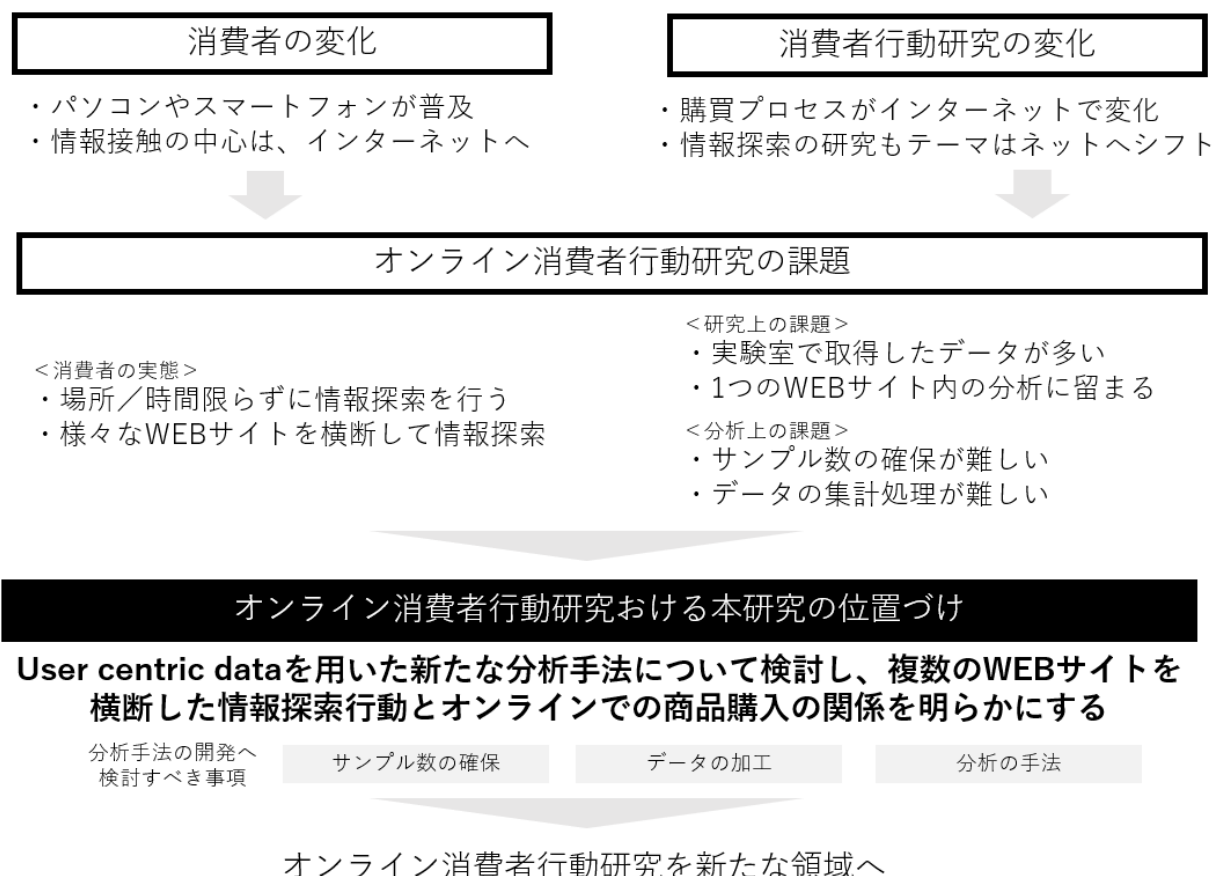 消費者の変化
・パソコンやスマートフォンが普及
・情報接触の中心は、インターネットへ
消費者行動研究の変化
・購買プロセスがインターネットで変化
・情報探索の研究もテーマはネットへシフト
オンライン消費者行動研究の課題
＜消費者の実態＞
・場所／時間限らずに情報探索を行う
・様々なWEBサイトを横断して情報探索
＜研究上の課題＞
・実験室で取得したデータが多い
・1つのWEBサイト内の分析に留まる
＜分析上の課題＞
・サンプル数の確保が難しい
・データの集計処理が難しい
オンライン消費者行動研究おける本研究の位置づけ
User centric dataを用いた新たな分析手法について検討し、複数のWEBサイトを
横断した情報探索行動とオンラインでの商品購入の関係を明らかにする
分析手法の開発へ
検討すべき事項
サンプル数の確保
データの加工
分析の手法
オンライン消費者行動研究を新たな領域へ